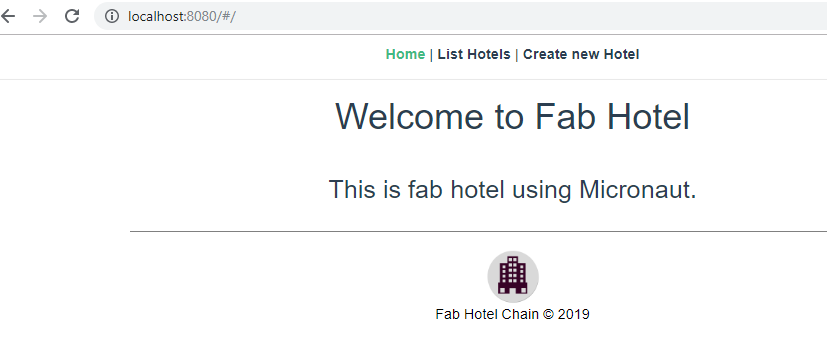 localhost:8080/#/
Home | List Hotels | Create new Hotel
Welcome to Fab Hotel
This is fab hotel using Micronaut.
Fab Hotel Chain © 2019